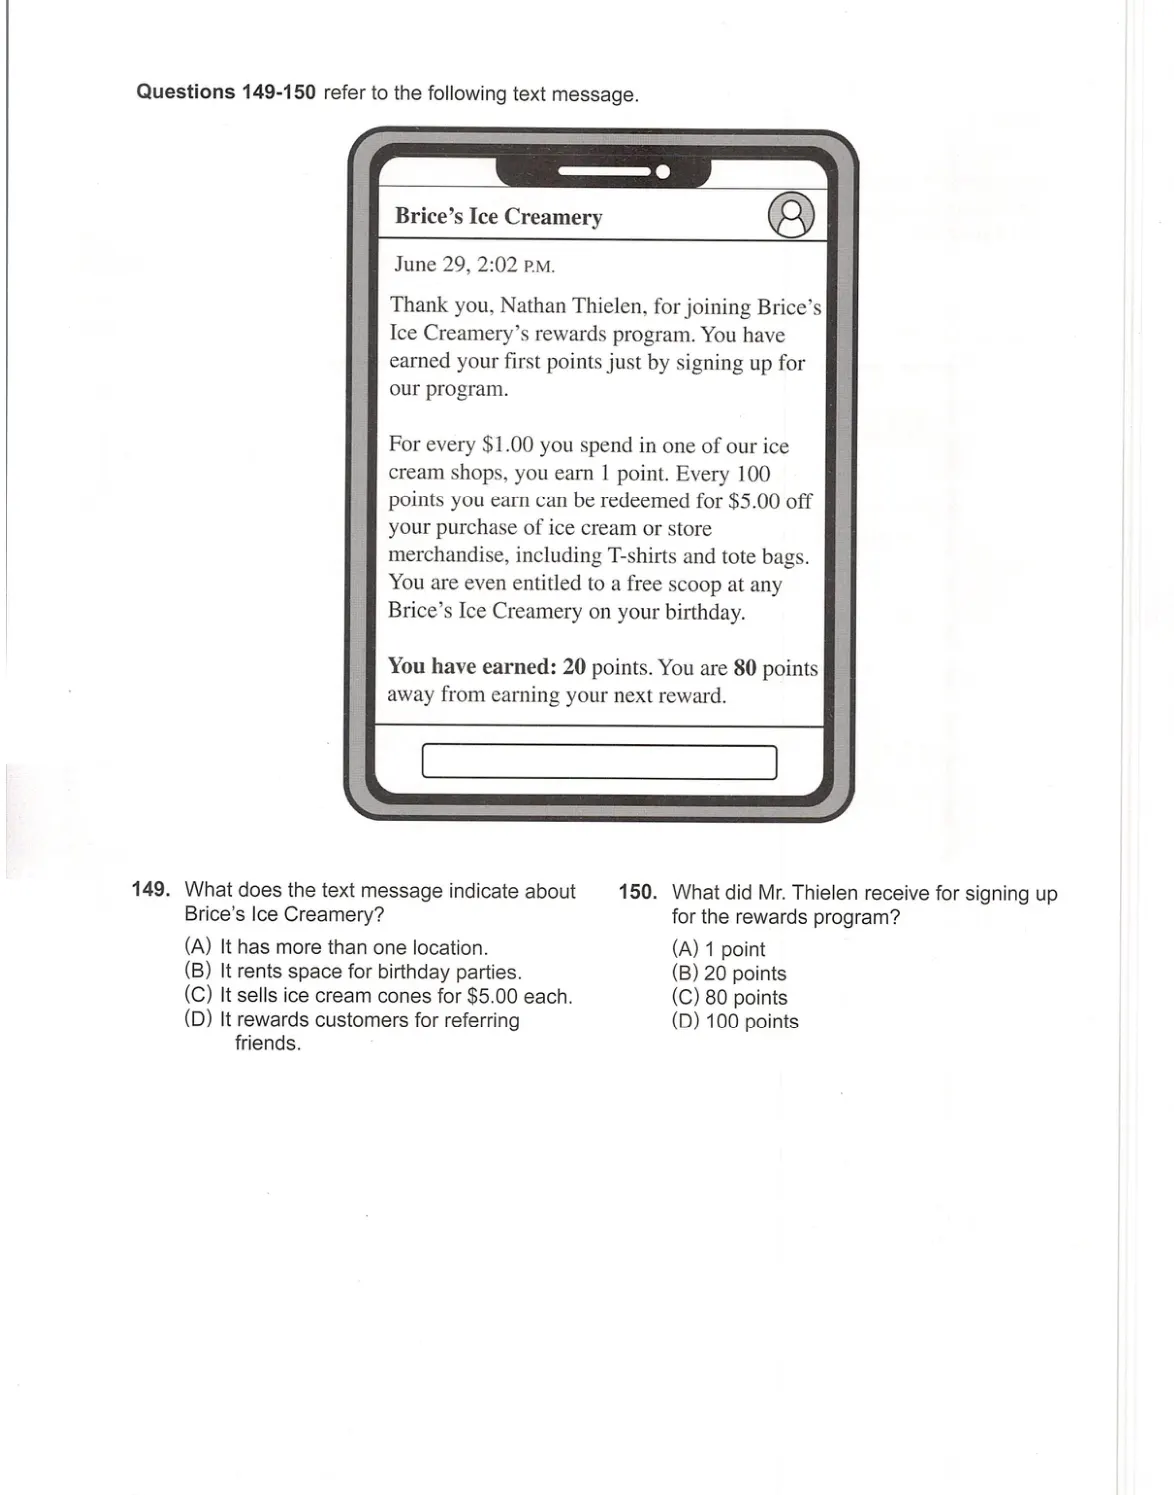 Questions 149-150 refer to the following text message.
Brice's Ice Creamery
June 29, 2:02 P.M.
Thank you, Nathan Thielen, for joining Brice's
Ice Creamery's rewards program. You have
earned your first points just by signing up for
our program.
For every $1.00 you spend in one of our ice
cream shops, you earn 1 point. Every 100
points you earn can be redeemed for $5.00 off
your purchase of ice cream or store
merchandise, including T-shirts and tote bags.
You are even entitled to a free scoop at any
Brice's Ice Creamery on your birthday.
You have earned: 20 points. You are 80 points
away from earning your next reward.
149. What does the text message indicate about
Brice's Ice Creamery?
(A) It has more than one location.
(B) It rents space for birthday parties.
(C) It sells ice cream cones for $5.00 each.
(D) It rewards customers for referring
friends.
150. What did Mr. Thielen receive for signing up
for the rewards program?
(A) 1 point
(B) 20 points
(C) 80 points
(D) 100 points